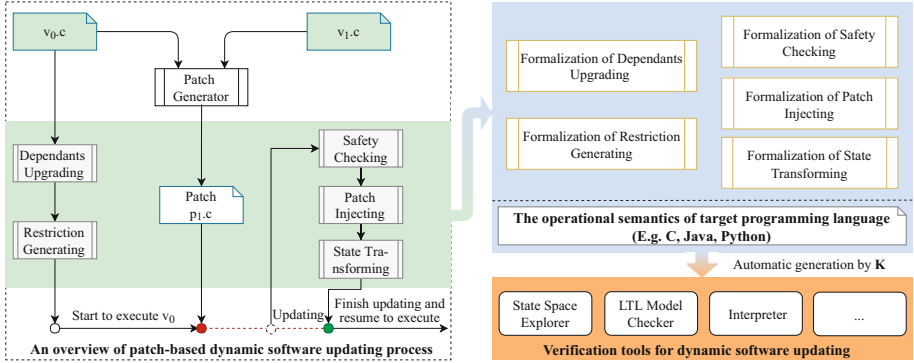 v0.c
v1.c
Patch
Generator
Dependants
Upgrading
Restriction
Generating
Patch
p1.c
Safety
Checking
Patch
Injecting
State Tra-
nsforming
Start to execute v0
Updating
Finish updating and
resume to execute
An overview of patch-based dynamic software updating process
Formalization of Dependants
Upgrading
Formalization of Restriction
Generating
Formalization of Safety
Checking
Formalization of Patch
Injecting
Formalization of State
Transforming
The operational semantics of target programming language
(E.g. C, Java, Python)
Automatic generation by K
State Space
Explorer
LTL Model
Checker
Interpreter
...
Verification tools for dynamic software updating